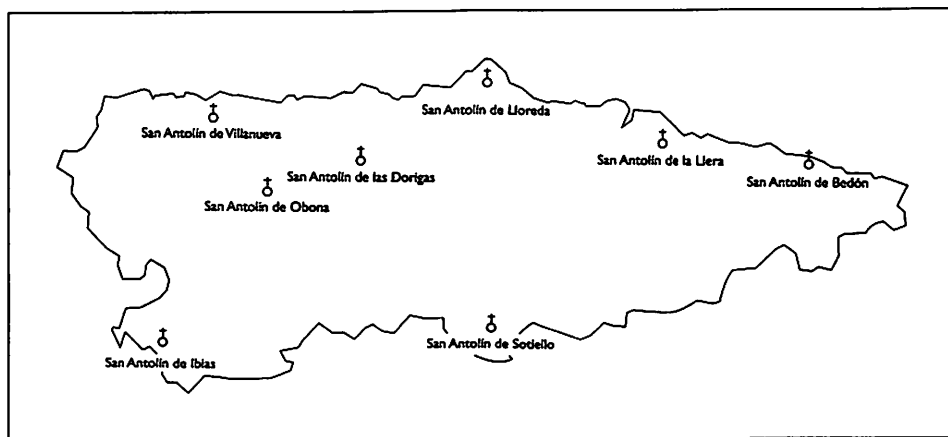 San Antolín de Lloreda
San Antolín de Villanueva
San Antolín de la Llera
San Antolín de las Dorigas
San Antolín de Bedón
San Antolín de Obona
San Antolín de Sotiello
San Antolín de Ibias